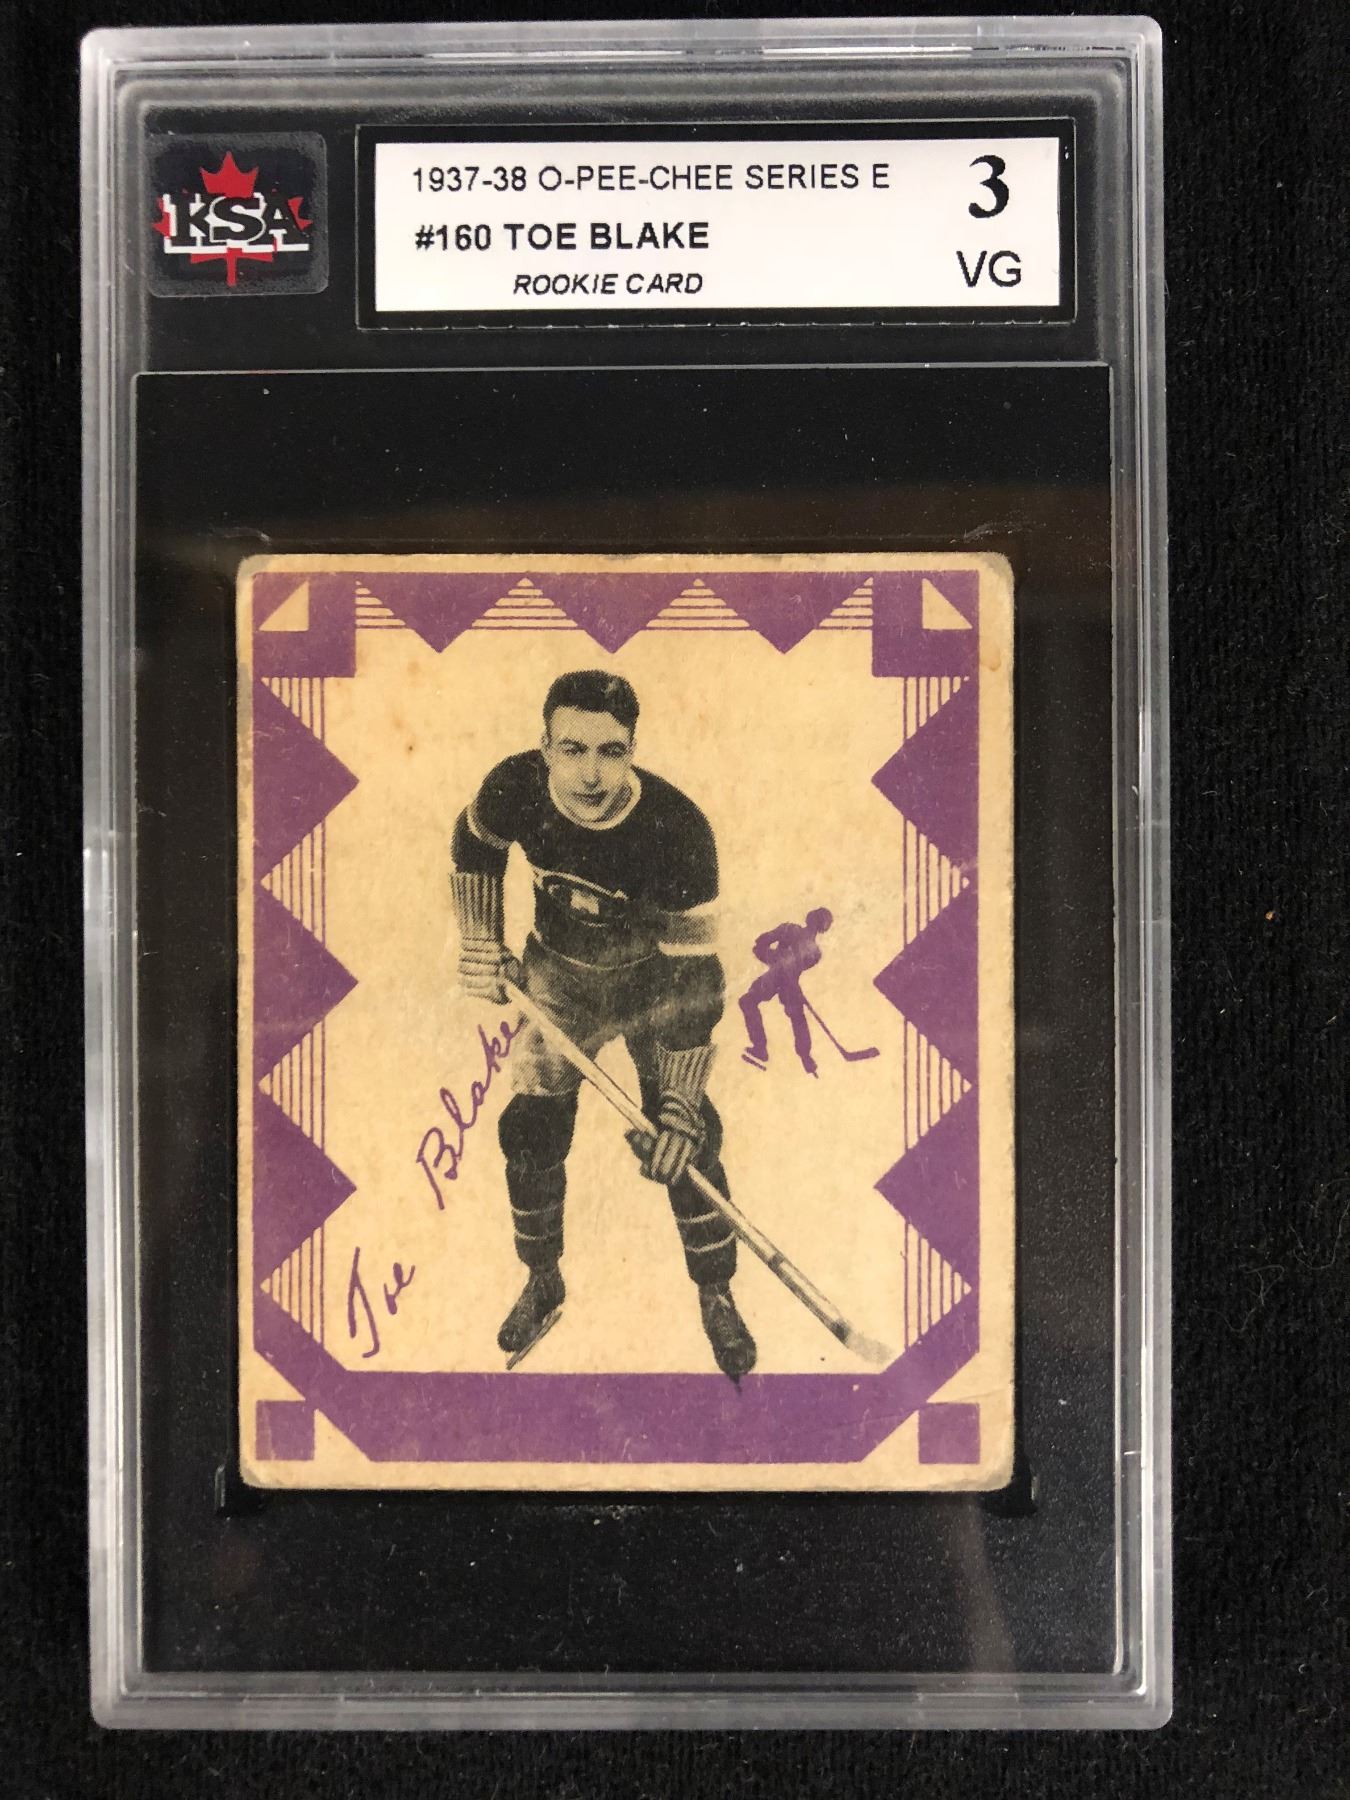 KSA
1937-38 O-PEE-CHEE SERIES E
3
#160 TOE BLAKE
VG
ROOKIE CARD
Toe Blake